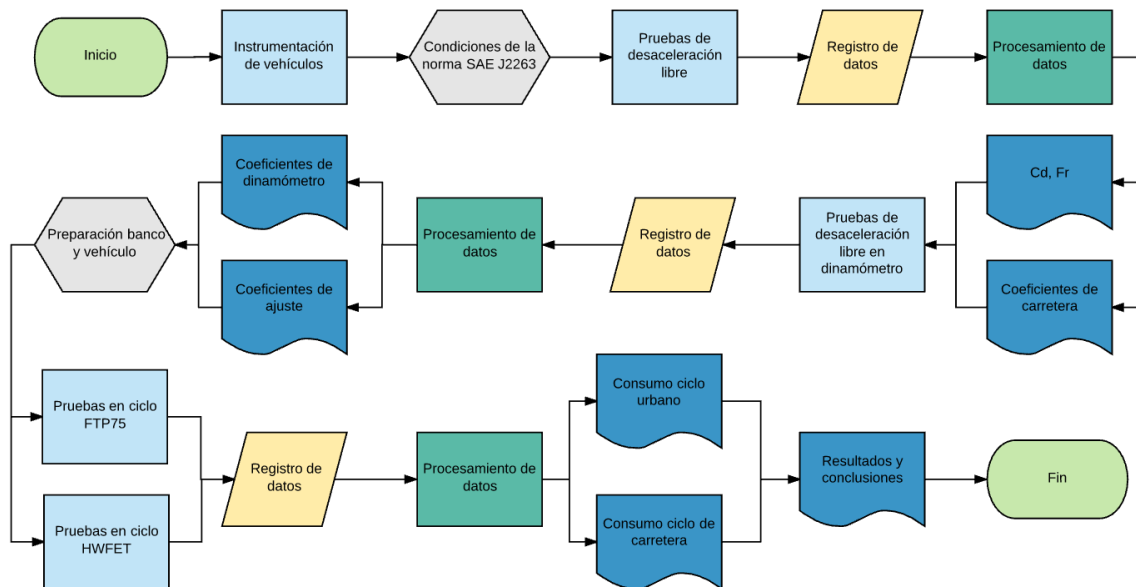 Inicio
Instrumentación
de vehículos
Condiciones de la
norma SAE J2263
Pruebas de
desaceleración
libre
Registro de
datos
Procesamiento de
datos
Coeficientes de
dinamómetro
Cd, Fr
Preparación banco
y vehículo
Procesamiento de
datos
Registro de
datos
Pruebas de
desaceleración
libre en
dinamómetro
Coeficientes de
ajuste
Coeficientes de
carretera
Pruebas en ciclo
FTP75
Consumo ciclo
urbano
Registro de
datos
Procesamiento de
datos
Resultados y
conclusiones
Fin
Pruebas en ciclo
HWFET
Consumo ciclo de
carretera